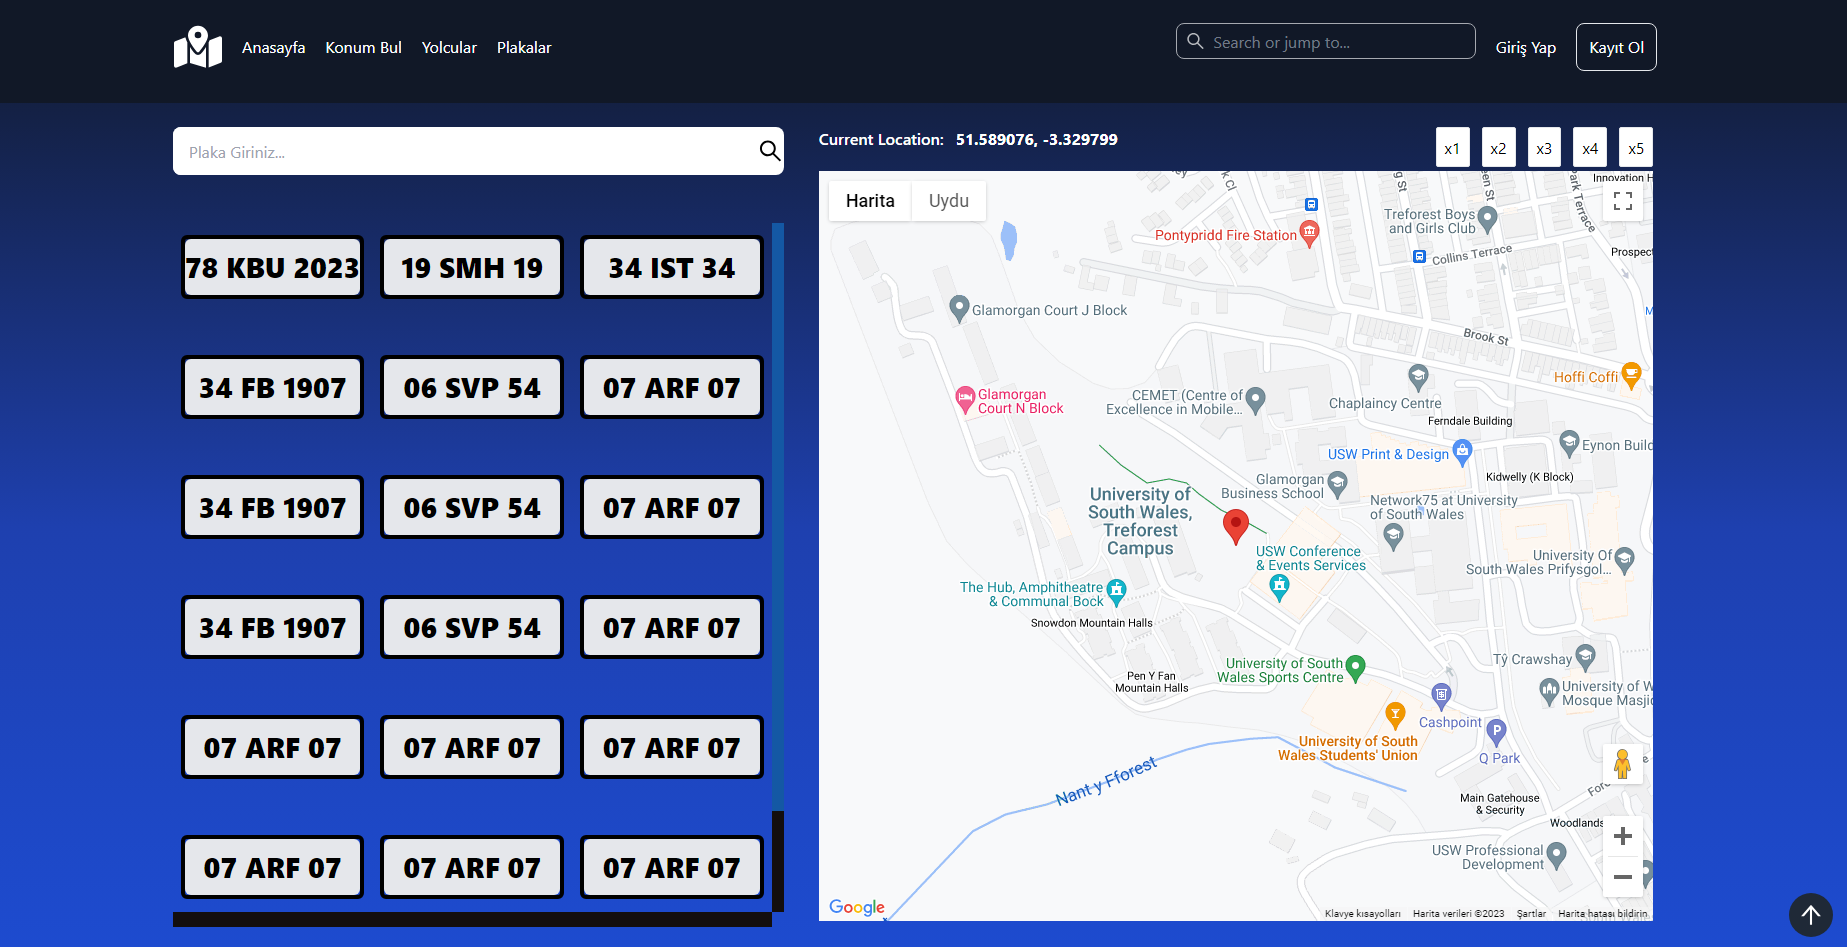 Anasayfa
Konum Bul
Yolcular
Plakalar
Search or jump to...
Giriş Yap
Kayıt Ol
Plaka Giriniz...
78 KBU 2023
19 SMH 19
34 IST 34
34 FB 1907
06 SVP 54
07 ARF 07
34 FB 1907
06 SVP 54
07 ARF 07
34 FB 1907
06 SVP 54
07 ARF 07
07 ARF 07
07 ARF 07
07 ARF 07
07 ARF 07
07 ARF 07
07 ARF 07
Current Location: 51.589076, -3.329799
x1
x2
x3
x4
x5
Harita
Uydu
Innovation H
Treforest Boys
and Girls Club
Pontypridd Fire Station
Collins Terrace
Prospect
Glamorgan Court J Block
Brook St
Hoffi Coffi
Glamorgan
Court N Block
CEMET (Centre of
Excellence in Mobile...
Chaplaincy Centre
Ferndale Building
Eynon Build
USW Print & Design
Kidwelly (K Block)
Glamorgan
Business School
Network75 at University
of South Wales
University of
South Wales,
Treforest
Campus
USW Conference
& Events Services
University Of
South Wales Prifysgol...
The Hub, Amphitheatre
& Communal Bock
Snowdon Mountain Halls
Tŷ Crawshay
University of South
Wales Sports Centre
Pen Y Fan
Mountain Halls
University of W
Mosque Masji
Cashpoint
University of South
Wales Students' Union
Q Park
Nant y Fforest
Main Gatehouse
& Security
Woodlands
USW Professional
Development
Google
Klavye kısayolları
Harita verileri ©2023
Şartlar
Harita hatası bildirin